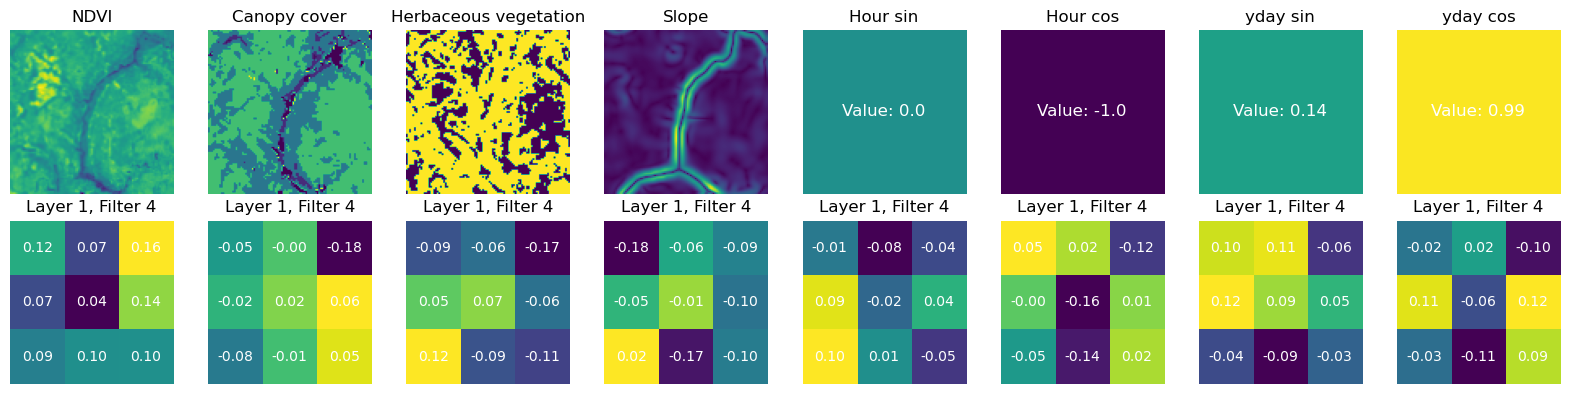 NDVI Canopy cover Herbaceous vegetation Slope Hour sin Hour cos yday sin yday cos
Value: 0.0 Value: -1.0 Value: 0.14 Value: 0.99
Layer 1, Filter 4 Layer 1, Filter 4 Layer 1, Filter 4 Layer 1, Filter 4 Layer 1, Filter 4 Layer 1, Filter 4 Layer 1, Filter 4 Layer 1, Filter 4
0.12 0.07 0.16 -0.05 -0.00 -0.18 -0.09 -0.06 -0.17 -0.18 -0.06 -0.09 -0.01 -0.08 -0.04 0.05 0.02 -0.12 0.10 0.11 -0.06 -0.02 0.02 -0.10
0.07 0.04 0.14 -0.02 0.02 0.06 0.05 0.07 -0.06 -0.05 -0.01 -0.10 0.09 -0.02 0.04 -0.00 -0.16 0.01 0.12 0.09 0.05 0.11 -0.06 0.12
0.09 0.10 0.10 -0.08 -0.01 0.05 0.12 -0.09 -0.11 0.02 -0.17 -0.10 0.10 0.01 -0.05 -0.05 -0.14 0.02 -0.04 -0.09 -0.03 -0.03 -0.11 0.09